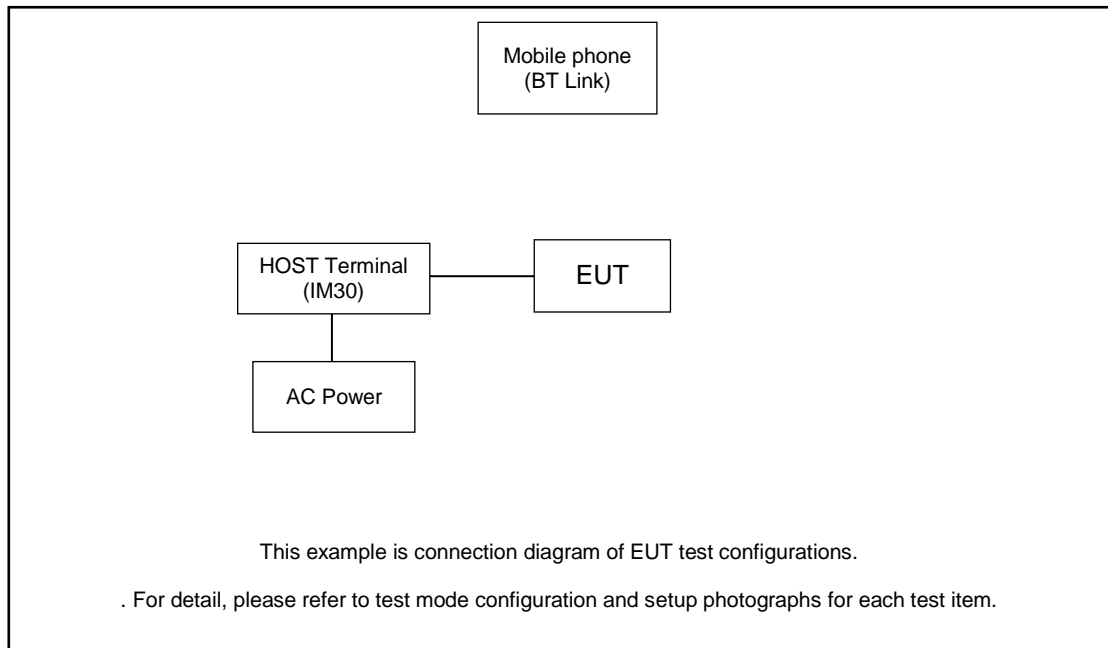 Mobile phone
(BT Link)
HOST Terminal
(IM30)
EUT
AC Power
This example is connection diagram of EUT test configurations.
. For detail, please refer to test mode configuration and setup photographs for each test item.